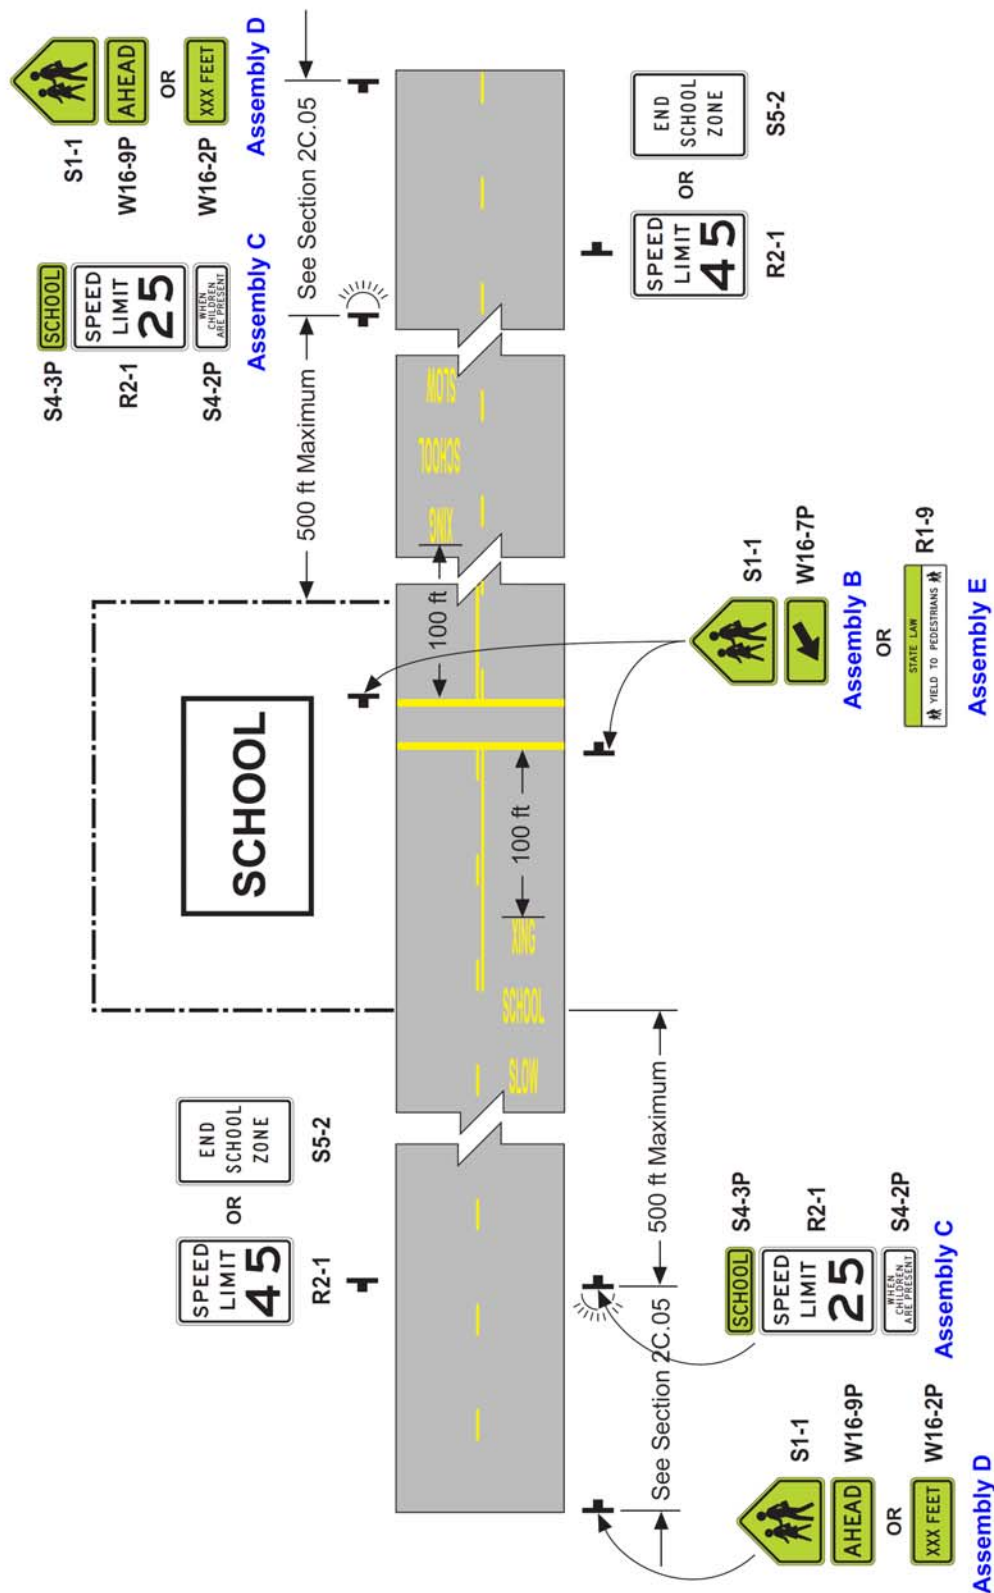 SCHOOL
S1-1
AHEAD
W16-9P
OR
XXX FEET
W16-2P
Assembly D
SCHOOL
S4-3P
SPEED
LIMIT
25
R2-1
WHEN
CHILDREN
ARE PRESENT
S4-2P
Assembly C
See Section 2C.05
500 ft Maximum
SPEED
LIMIT
45
R2-1
OR
END
SCHOOL
ZONE
S5-2
SLOW
SCHOOL
XING
100 ft
100 ft
XING
SCHOOL
SLOW
SPEED
LIMIT
45
R2-1
OR
END
SCHOOL
ZONE
S5-2
S1-1
W16-7P
Assembly B
OR
STATE LAW
YIELD TO PEDESTRIANS
R1-9
Assembly E
500 ft Maximum
See Section 2C.05
SCHOOL
S4-3P
SPEED
LIMIT
25
R2-1
WHEN
CHILDREN
ARE PRESENT
S4-2P
Assembly C
S1-1
AHEAD
W16-9P
OR
XXX FEET
W16-2P
Assembly D